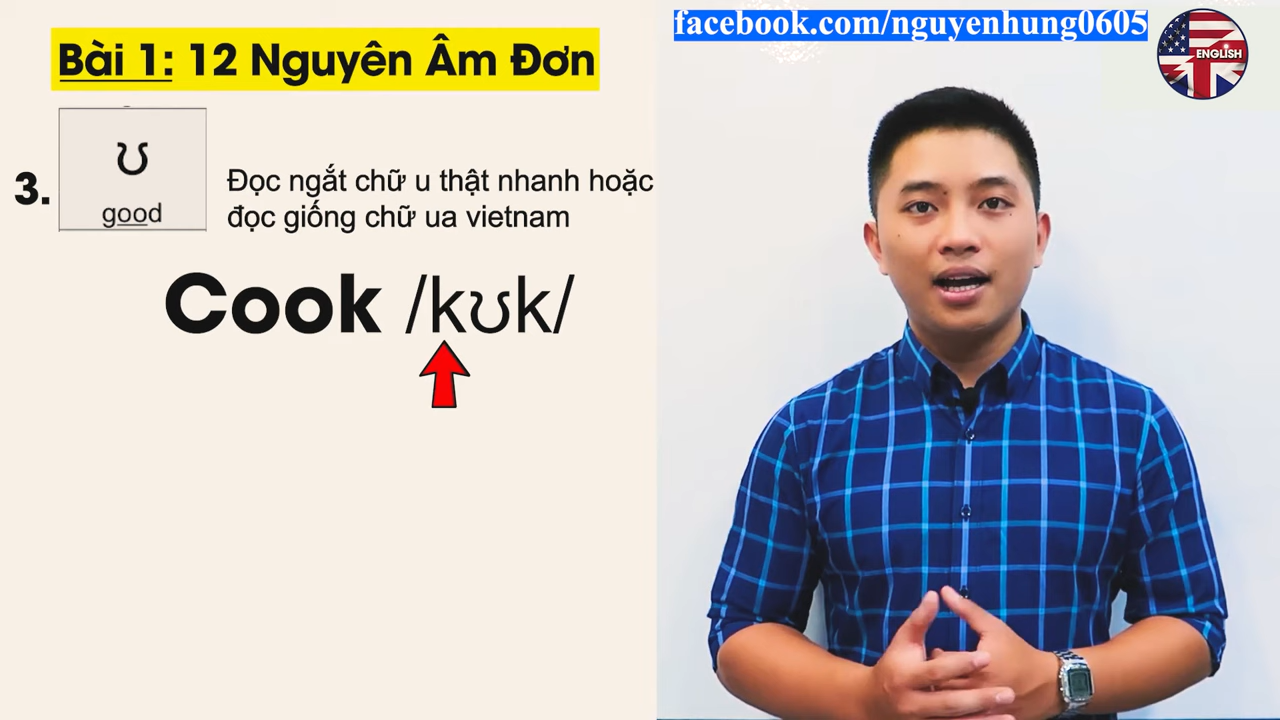 facebook.com/nguyenhung0605
ENGLISH
Bài 1: 12 Nguyên Âm Đơn
3.
ʊ
good
Đọc ngắt chữ u thật nhanh hoặc
đọc giống chữ ua vietnam
Cook /kʊk/